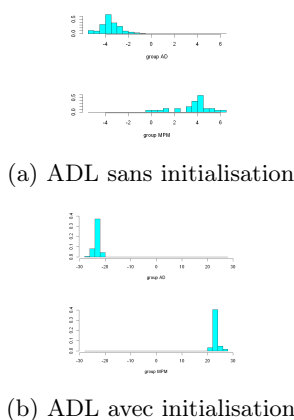 0.0 0.5
-4 -2 0 2 4 6
group AD
0.0 0.5
-4 -2 0 2 4 6
group MPM
(a) ADL sans initialisation
0.0 0.1 0.2 0.3 0.4
-30 -20 -10 0 10 20 30
group AD
0.0 0.1 0.2 0.3 0.4
-30 -20 -10 0 10 20 30
group MPM
(b) ADL avec initialisation